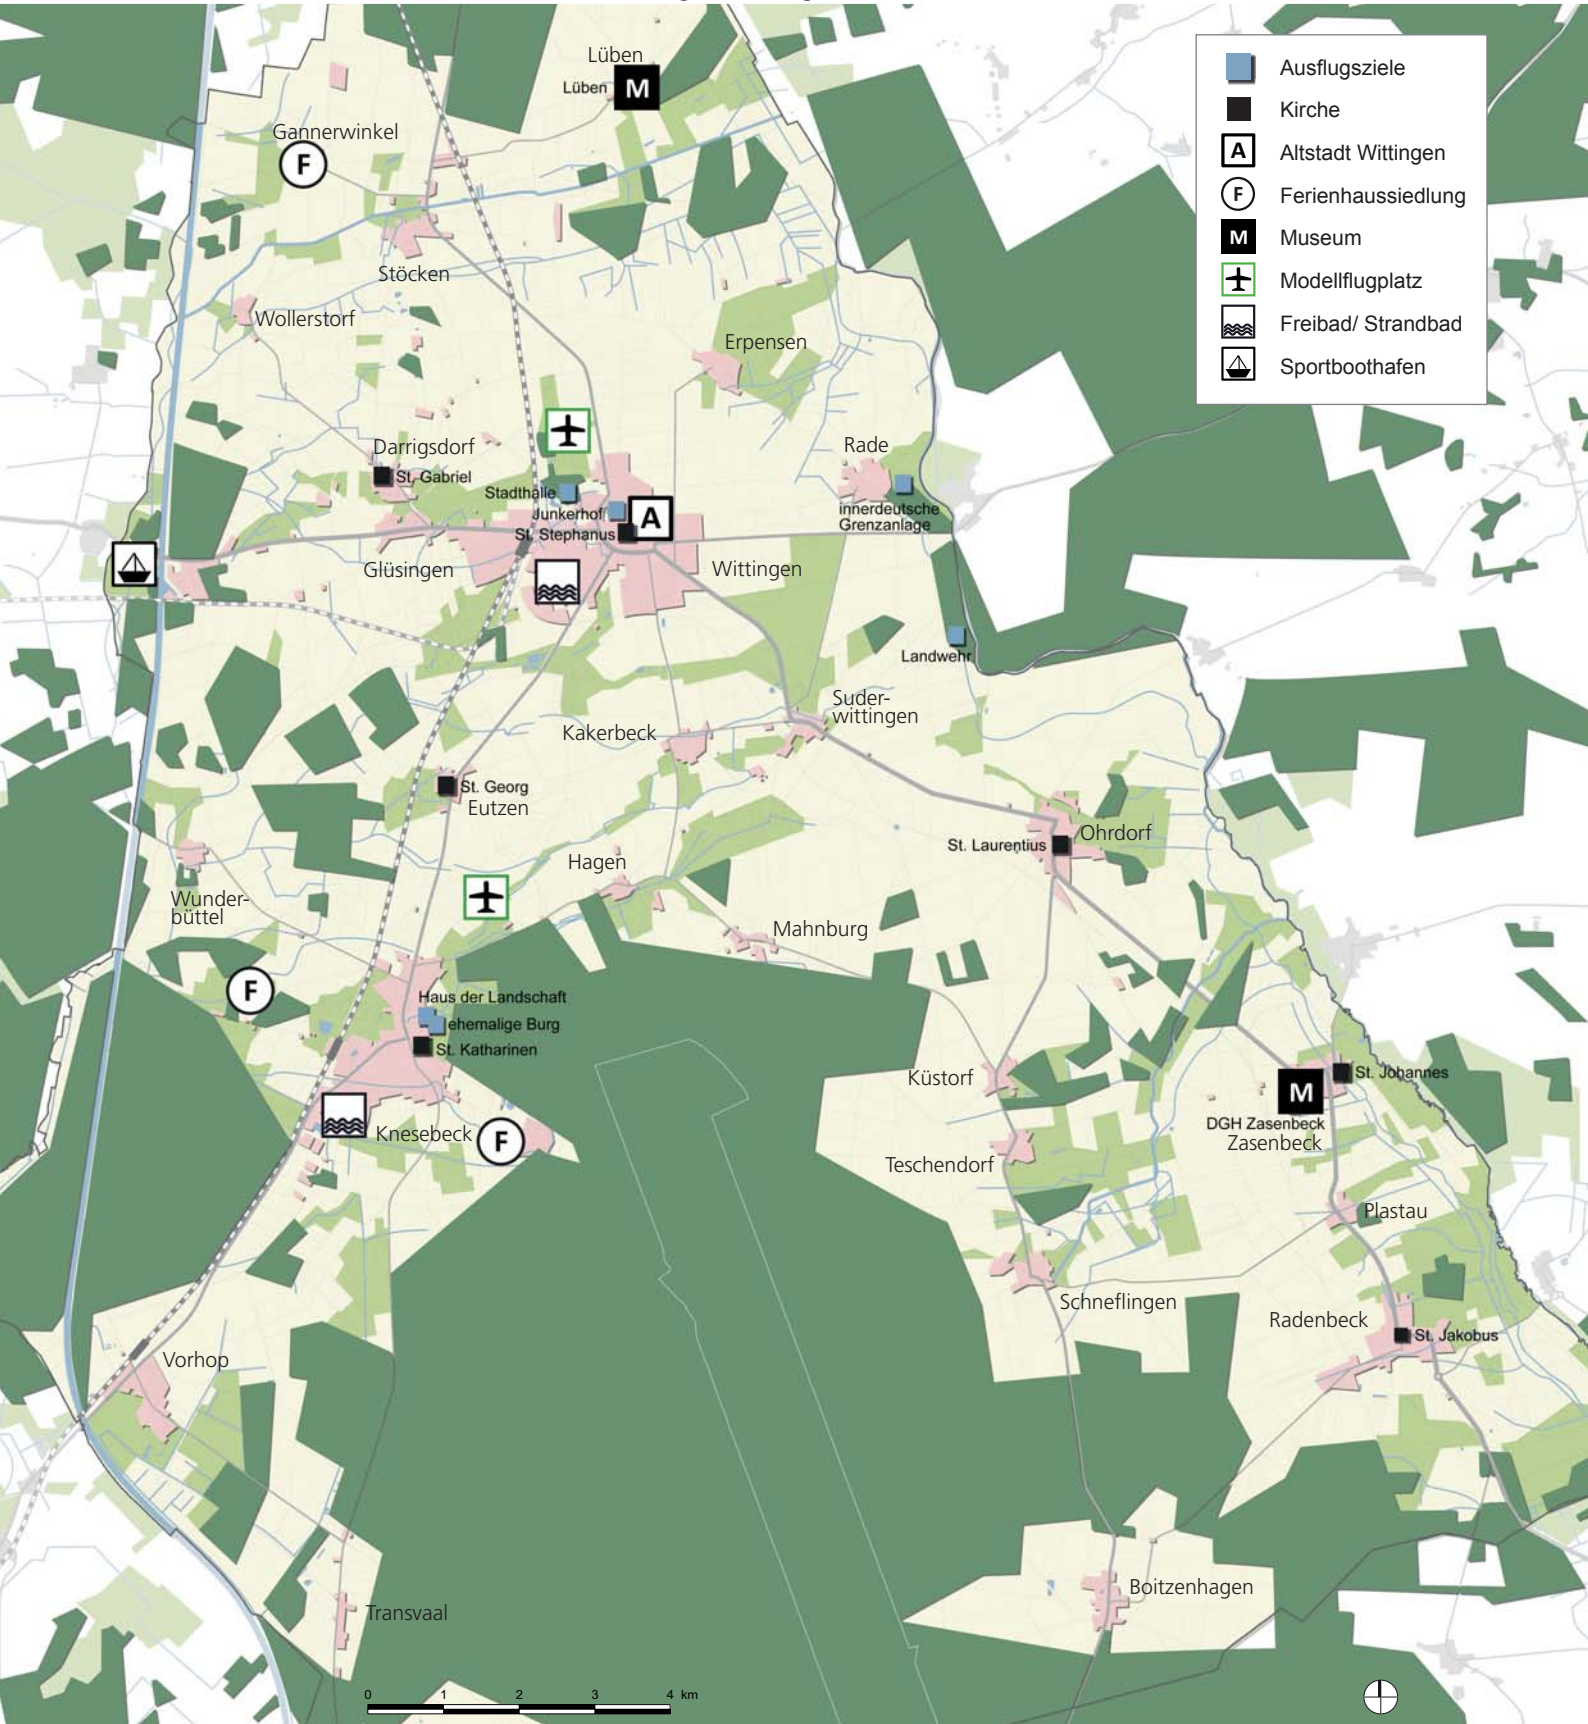 Lüben
Lüben
M
Gannerwinkel
F
Stöcken
Wollerstorf
Erpensen
Darrigsdorf
St. Gabriel
Rade
Stadthalle
Junkerhof
A
St. Stephanus
innerdeutsche
Grenzanlage
Glüsingen
Wittingen
Landwehr
Suder-
wittingen
Kakerbeck
St. Georg
Eutzen
Ohrdorf
St. Laurentius
Hagen
Wunder-
büttel
Mahnburg
F
Haus der Landschaft
ehemalige Burg
St. Katharinen
Küstorf
St. Johannes
M
DGH Zasenbeck
Zasenbeck
Knesebeck
F
Teschendorf
Plastau
Schneflingen
Radenbeck
St. Jakobus
Vorhop
Boitzenhagen
Transvaal
0 1 2 3 4 km
Ausflugsziele
Kirche
A Altstadt Wittingen
F Ferienhaussiedlung
M Museum
Modellflugplatz
Freibad/ Strandbad
Sportboothafen